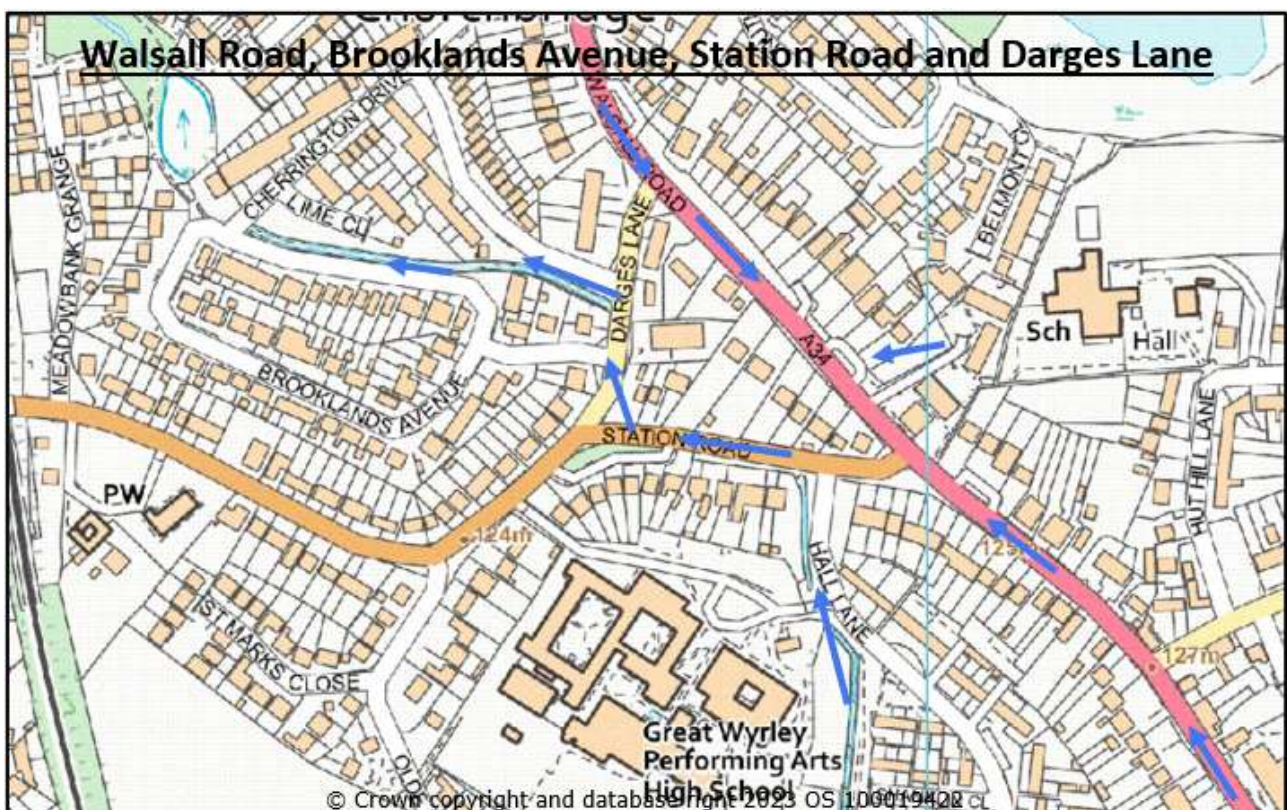 Walsall Road, Brooklands Avenue, Station Road and Darges Lane
WALSALL ROAD
CHERRINGTON DRIVE
LIME CL
MEADOWBANK GRANGE
BELMONT CL
DARGES LANE
A34
Sch
Hall
BROOKLANDS AVENUE
STATION ROAD
HUT HILL LANE
PW
124m
HALL LANE
127m
ST MARKS CLOSE
Great Wyrley
Performing Arts
High School
© Crown copyright and database right 2023 OS 100019422